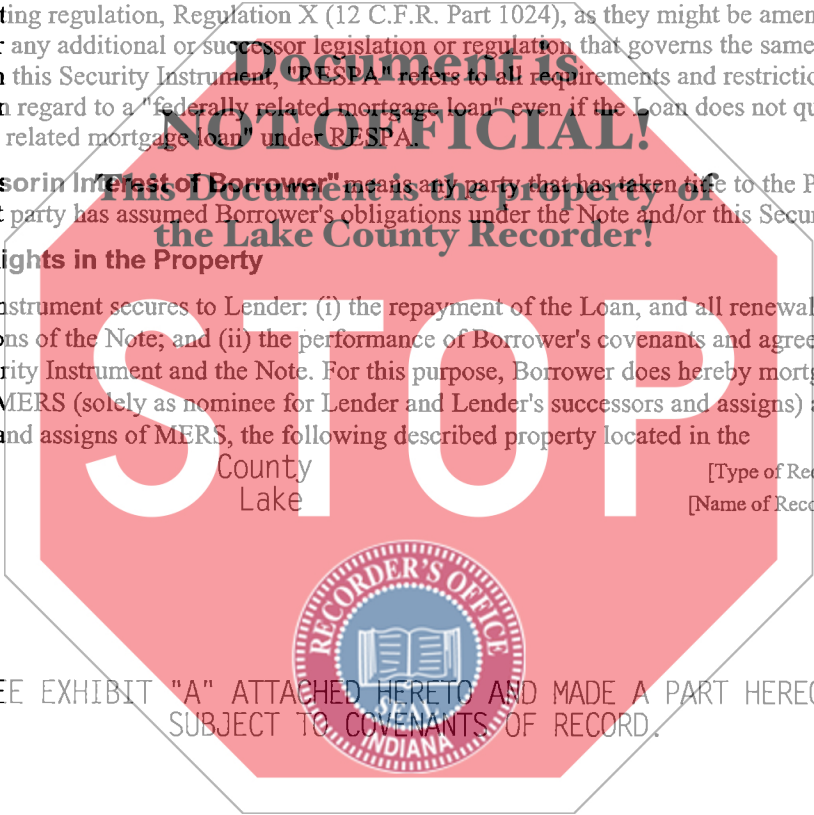 ting regulation, Regulation X (12 C.F.R. Part 1024), as they might be amen
r any additional or successor legislation or regulation that governs the same
Document is
n this Security Instrument, "RESPA" refers to all requirements and restrictio
n regard to a "federally related mortgage loan" even if the Loan does not qu
NOT OFFICIAL!
related mortgage loan" under RESPA.
sorin Interest of Borrower" means any party that has taken title to the P
This Document is the property of
t party has assumed Borrower's obligations under the Note and/or this Secur
the Lake County Recorder!
ights in the Property
nstrument secures to Lender: (i) the repayment of the Loan, and all renewal
ons of the Note; and (ii) the performance of Borrower's covenants and agree
rity Instrument and the Note. For this purpose, Borrower does hereby mortg
MERS (solely as nominee for Lender and Lender's successors and assigns) a
and assigns of MERS, the following described property located in the
STOP
County [Type of Rec
Lake [Name of Reco
RECORDER'S OFFICE
EE EXHIBIT "A" ATTACHED HERETO AND MADE A PART HEREO
SEAL
SUBJECT TO COVENANTS OF RECORD.
INDIANA